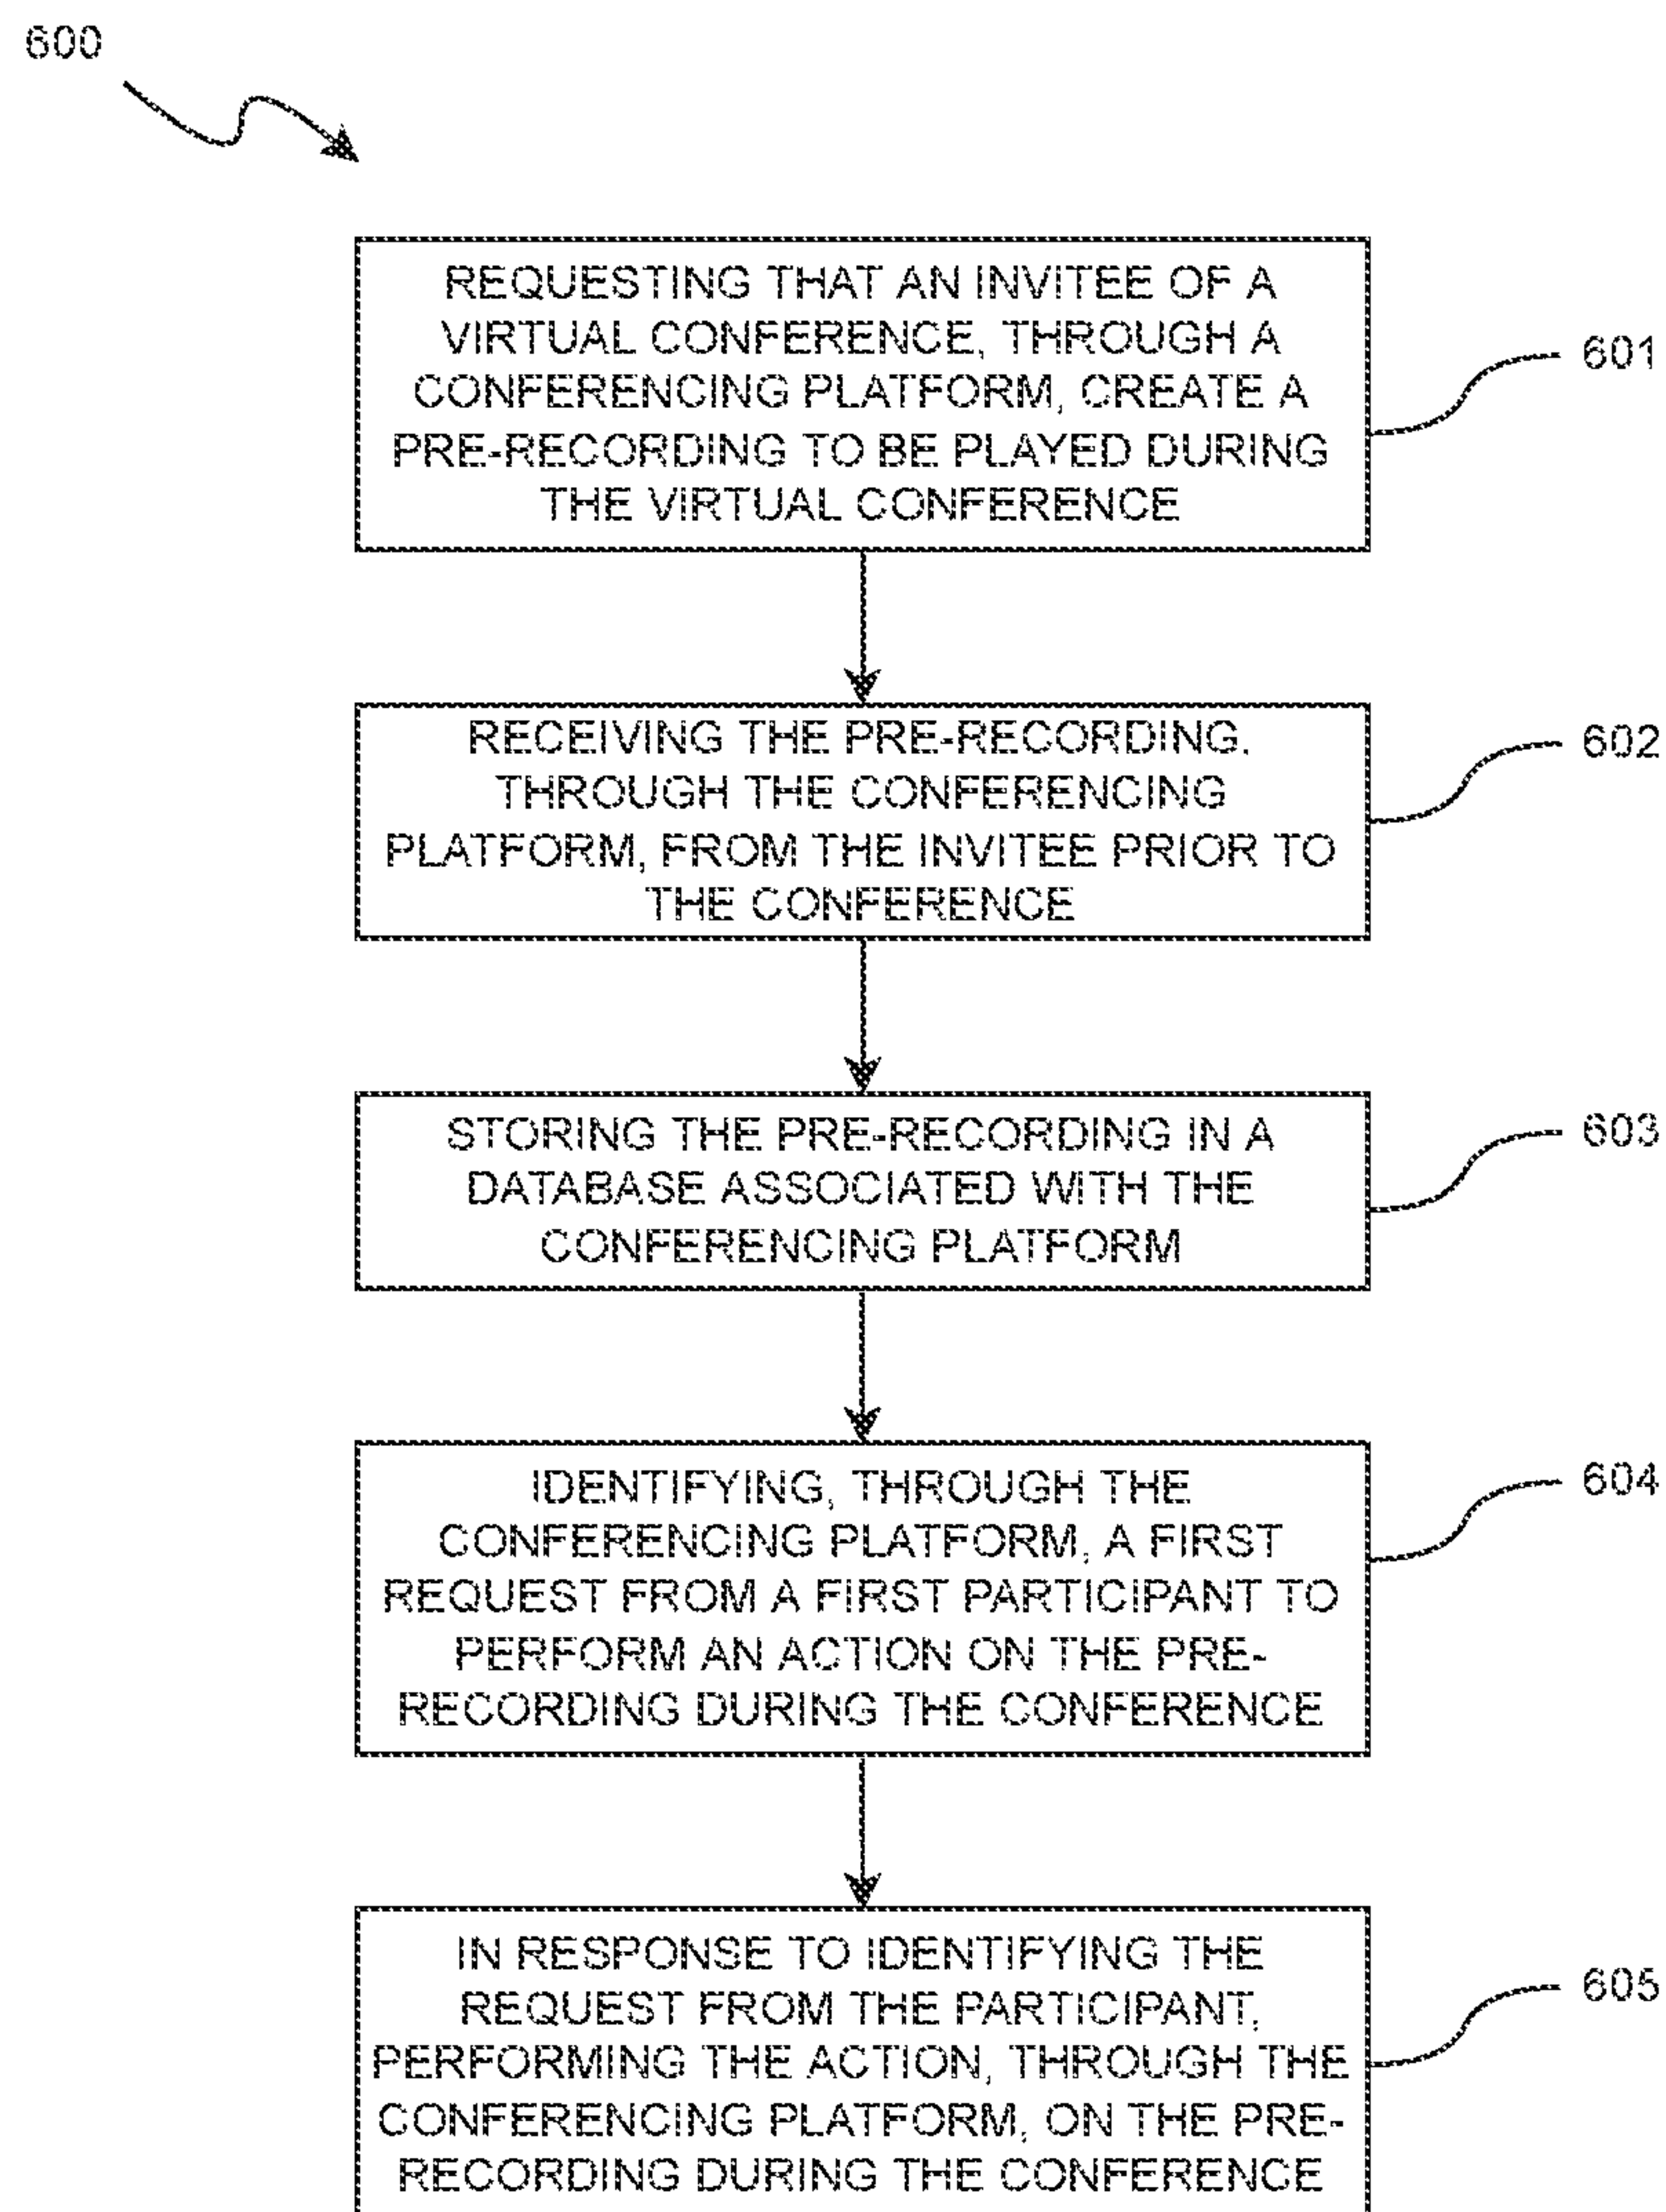 600
REQUESTING THAT AN INVITEE OF A
VIRTUAL CONFERENCE, THROUGH A
CONFERENCING PLATFORM, CREATE A
PRE-RECORDING TO BE PLAYED DURING
THE VIRTUAL CONFERENCE
601
RECEIVING THE PRE-RECORDING,
THROUGH THE CONFERENCING
PLATFORM, FROM THE INVITEE PRIOR TO
THE CONFERENCE
602
STORING THE PRE-RECORDING IN A
DATABASE ASSOCIATED WITH THE
CONFERENCING PLATFORM
603
IDENTIFYING, THROUGH THE
CONFERENCING PLATFORM, A FIRST
REQUEST FROM A FIRST PARTICIPANT TO
PERFORM AN ACTION ON THE PRE-
RECORDING DURING THE CONFERENCE
604
IN RESPONSE TO IDENTIFYING THE
REQUEST FROM THE PARTICIPANT,
PERFORMING THE ACTION, THROUGH THE
CONFERENCING PLATFORM, ON THE PRE-
RECORDING DURING THE CONFERENCE
605